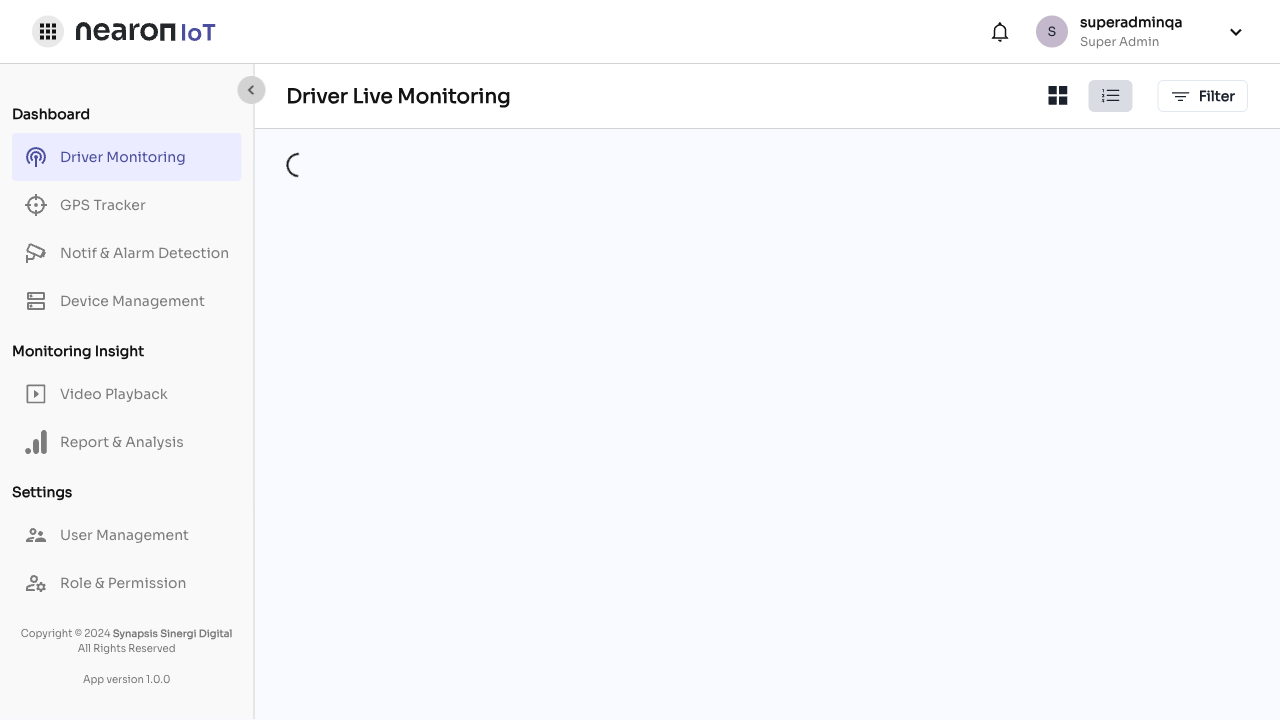 nearon IoT
S
superadminqa
Super Admin
Dashboard
Driver Monitoring
GPS Tracker
Notif & Alarm Detection
Device Management
Monitoring Insight
Video Playback
Report & Analysis
Settings
User Management
Role & Permission
Copyright © 2024 Synapsis Sinergi Digital
All Rights Reserved
App version 1.0.0
Driver Live Monitoring
Filter